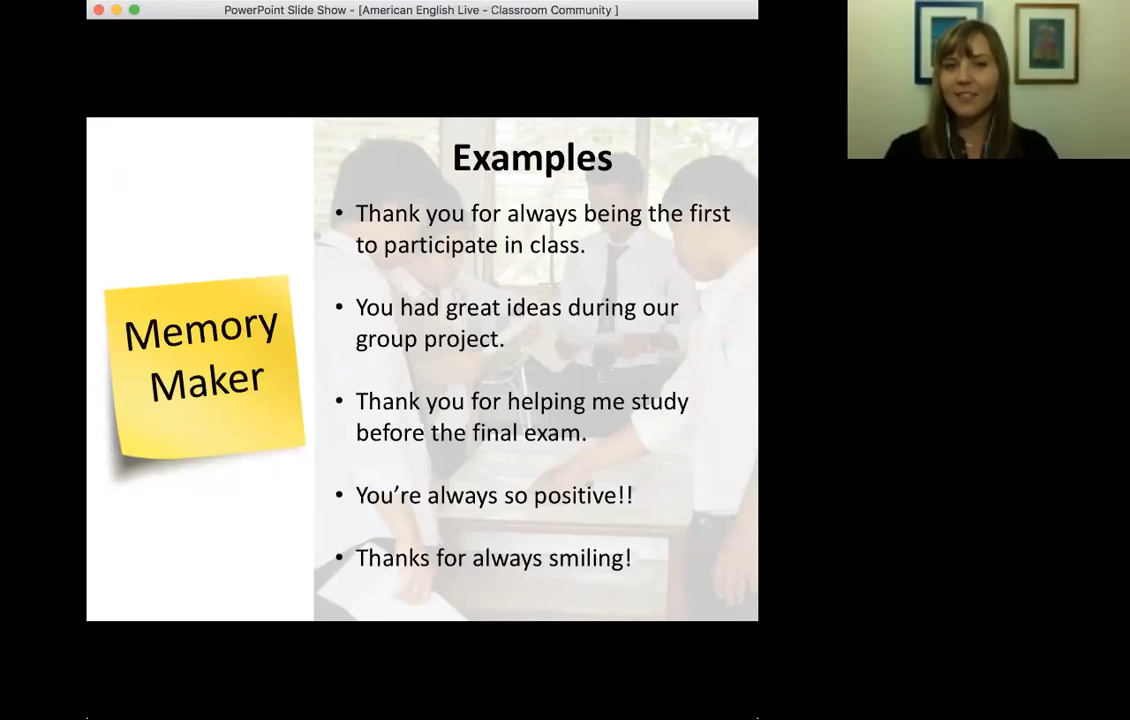 PowerPoint Slide Show - [American English Live - Classroom Community ]
Examples
• Thank you for always being the first
to participate in class.
• You had great ideas during our
group project.
• Thank you for helping me study
before the final exam.
• You’re always so positive!!
• Thanks for always smiling!
Memory
Maker